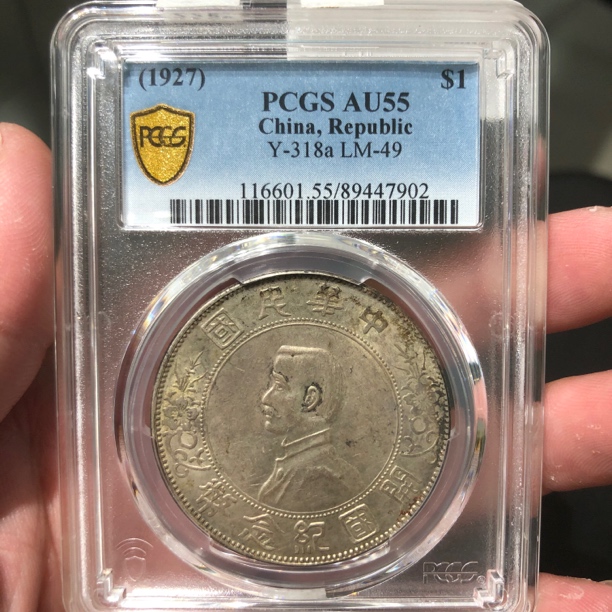 (1927) $1
PCGS AU55
China, Republic
Y-318a LM-49
116601.55/89447902
PCGS
中華民國
開國紀念幣
PCGS